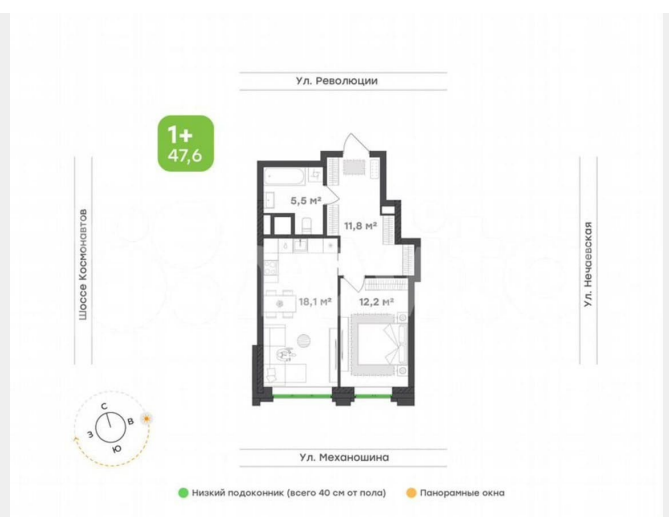 Ул. Революции
1+
47,6
5,5 м²
11,8 м²
Шоссе Космонавтов
Ул. Нечаевская
18,1 м²
12,2 м²
С
В
З
Ю
Ул. Механошина
Низкий подоконник (всего 40 см от пола)
Панорамные окна